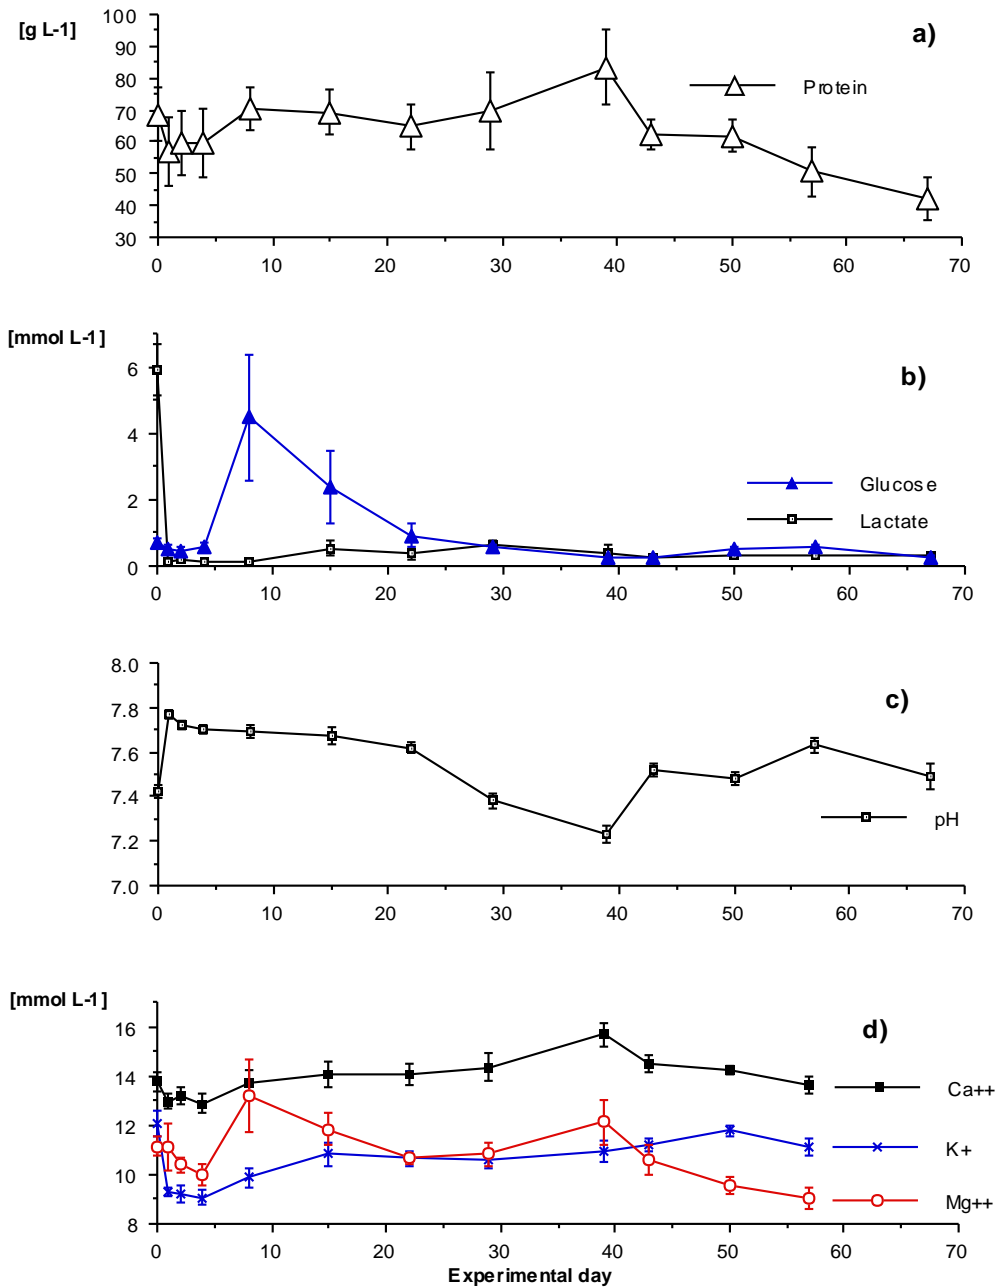 [g L-1]
100
90
80
70
60
50
40
30
a)
Protein
0 10 20 30 40 50 60 70
[mmol L-1]
6
4
2
0
b)
Glucose
Lactate
0 10 20 30 40 50 60 70
8.0
7.8
7.6
7.4
7.2
7.0
c)
pH
0 10 20 30 40 50 60 70
[mmol L-1]
16
14
12
10
8
d)
Ca++
K+
Mg++
0 10 20 30 40 50 60 70
Experimental day